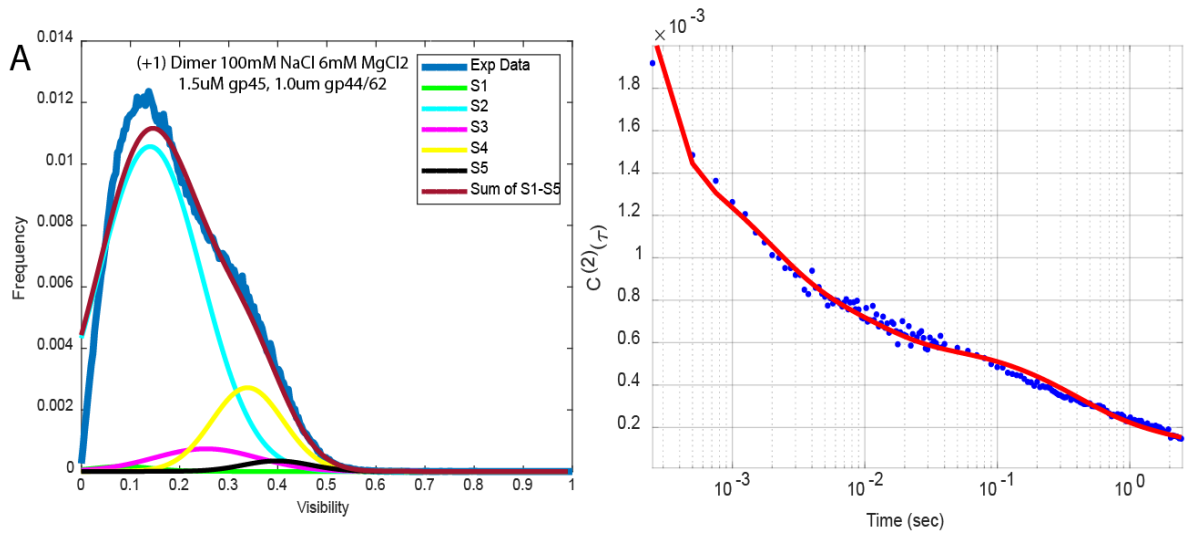 A
(+1) Dimer 100mM NaCl 6mM MgCl2
1.5uM gp45, 1.0um gp44/62
Exp Data
S1
S2
S3
S4
S5
Sum of S1-S5
0.014
0.012
0.01
0.008
0.006
0.004
0.002
0
Frequency
0 0.1 0.2 0.3 0.4 0.5 0.6 0.7 0.8 0.9 1
Visibility
× 10⁻³
1.8
1.6
1.4
1.2
1
0.8
0.6
0.4
0.2
C⁽²⁾(τ)
10⁻³ 10⁻² 10⁻¹ 10⁰
Time (sec)